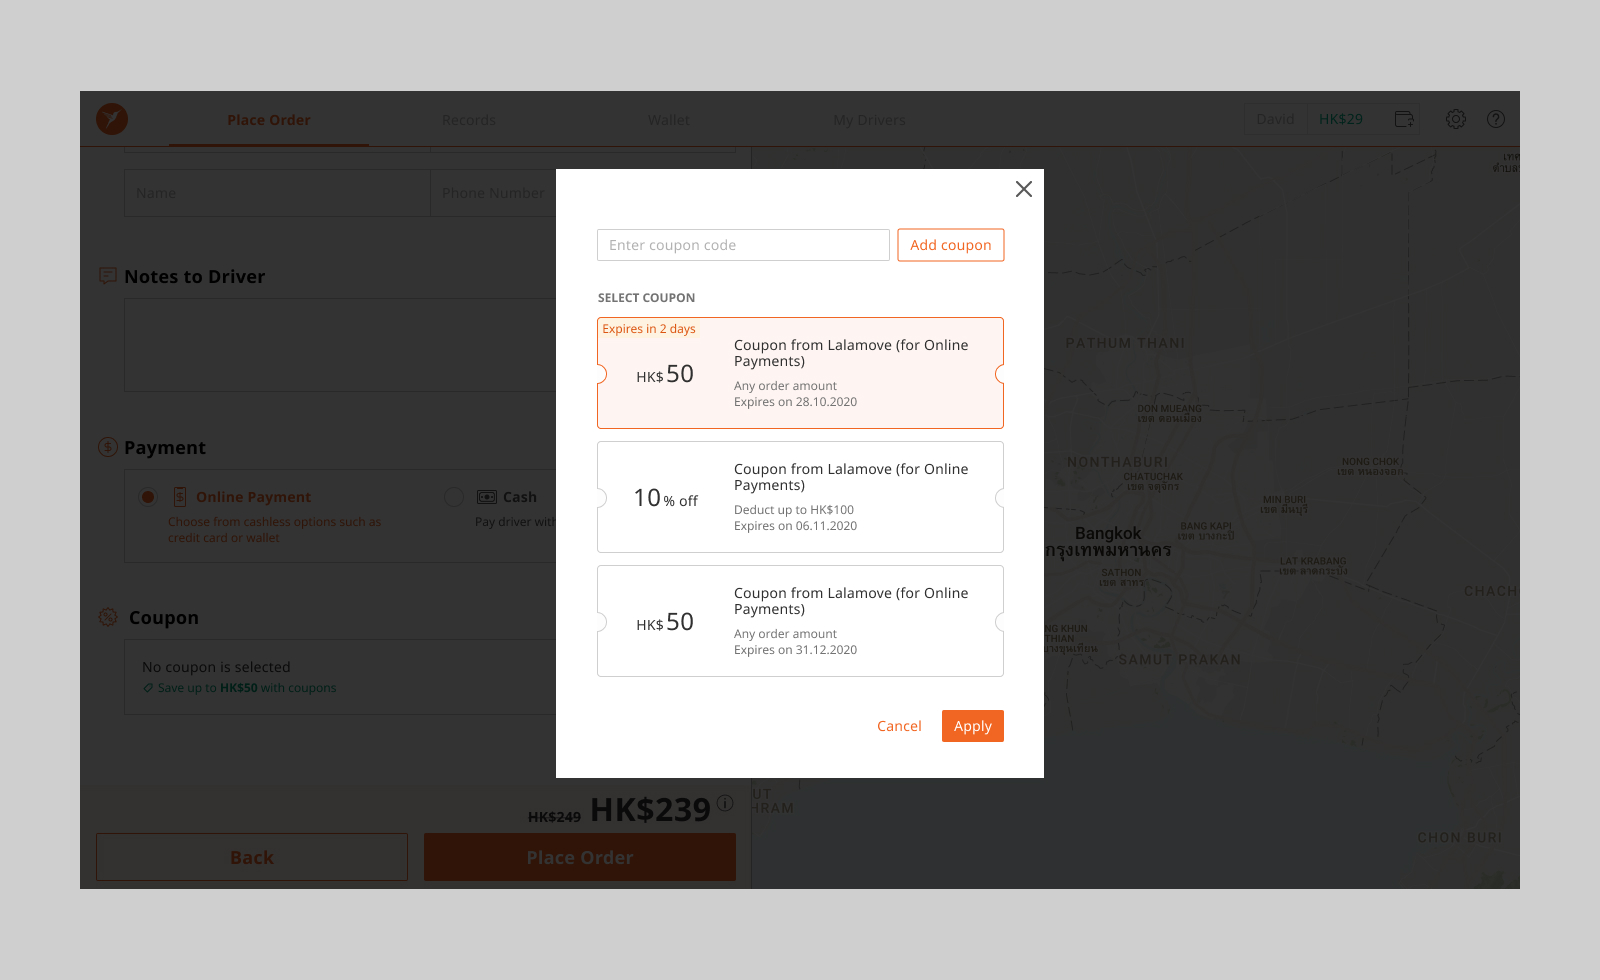 Place Order
Records
Wallet
My Drivers
David
HK$29
Name
Phone Number
Notes to Driver
Payment
Online Payment
Choose from cashless options such as
credit card or wallet
Cash
Pay driver with
Coupon
No coupon is selected
Save up to HK$50 with coupons
HK$249 HK$239
Back
Place Order
Enter coupon code
Add coupon
SELECT COUPON
Expires in 2 days
HK$50
Coupon from Lalamove (for Online
Payments)
Any order amount
Expires on 28.10.2020
10% off
Coupon from Lalamove (for Online
Payments)
Deduct up to HK$100
Expires on 06.11.2020
HK$50
Coupon from Lalamove (for Online
Payments)
Any order amount
Expires on 31.12.2020
Cancel
Apply
PATHUM THANI
DON MUEANG
เขต ดอนเมือง
NONTHABURI
CHATUCHAK
เขต จตุจักร
NONG CHOK
เขต หนองจอก
MIN BURI
เขต มีนบุรี
BANG KAPI
เขต บางกะปิ
Bangkok
กรุงเทพมหานคร
LAT KRABANG
เขต ลาดกระบัง
SATHON
เขต สาทร
CHACH
NG KHUN
THIAN
างขุนเทียน
SAMUT PRAKAN
UT
HRAM
CHON BURI